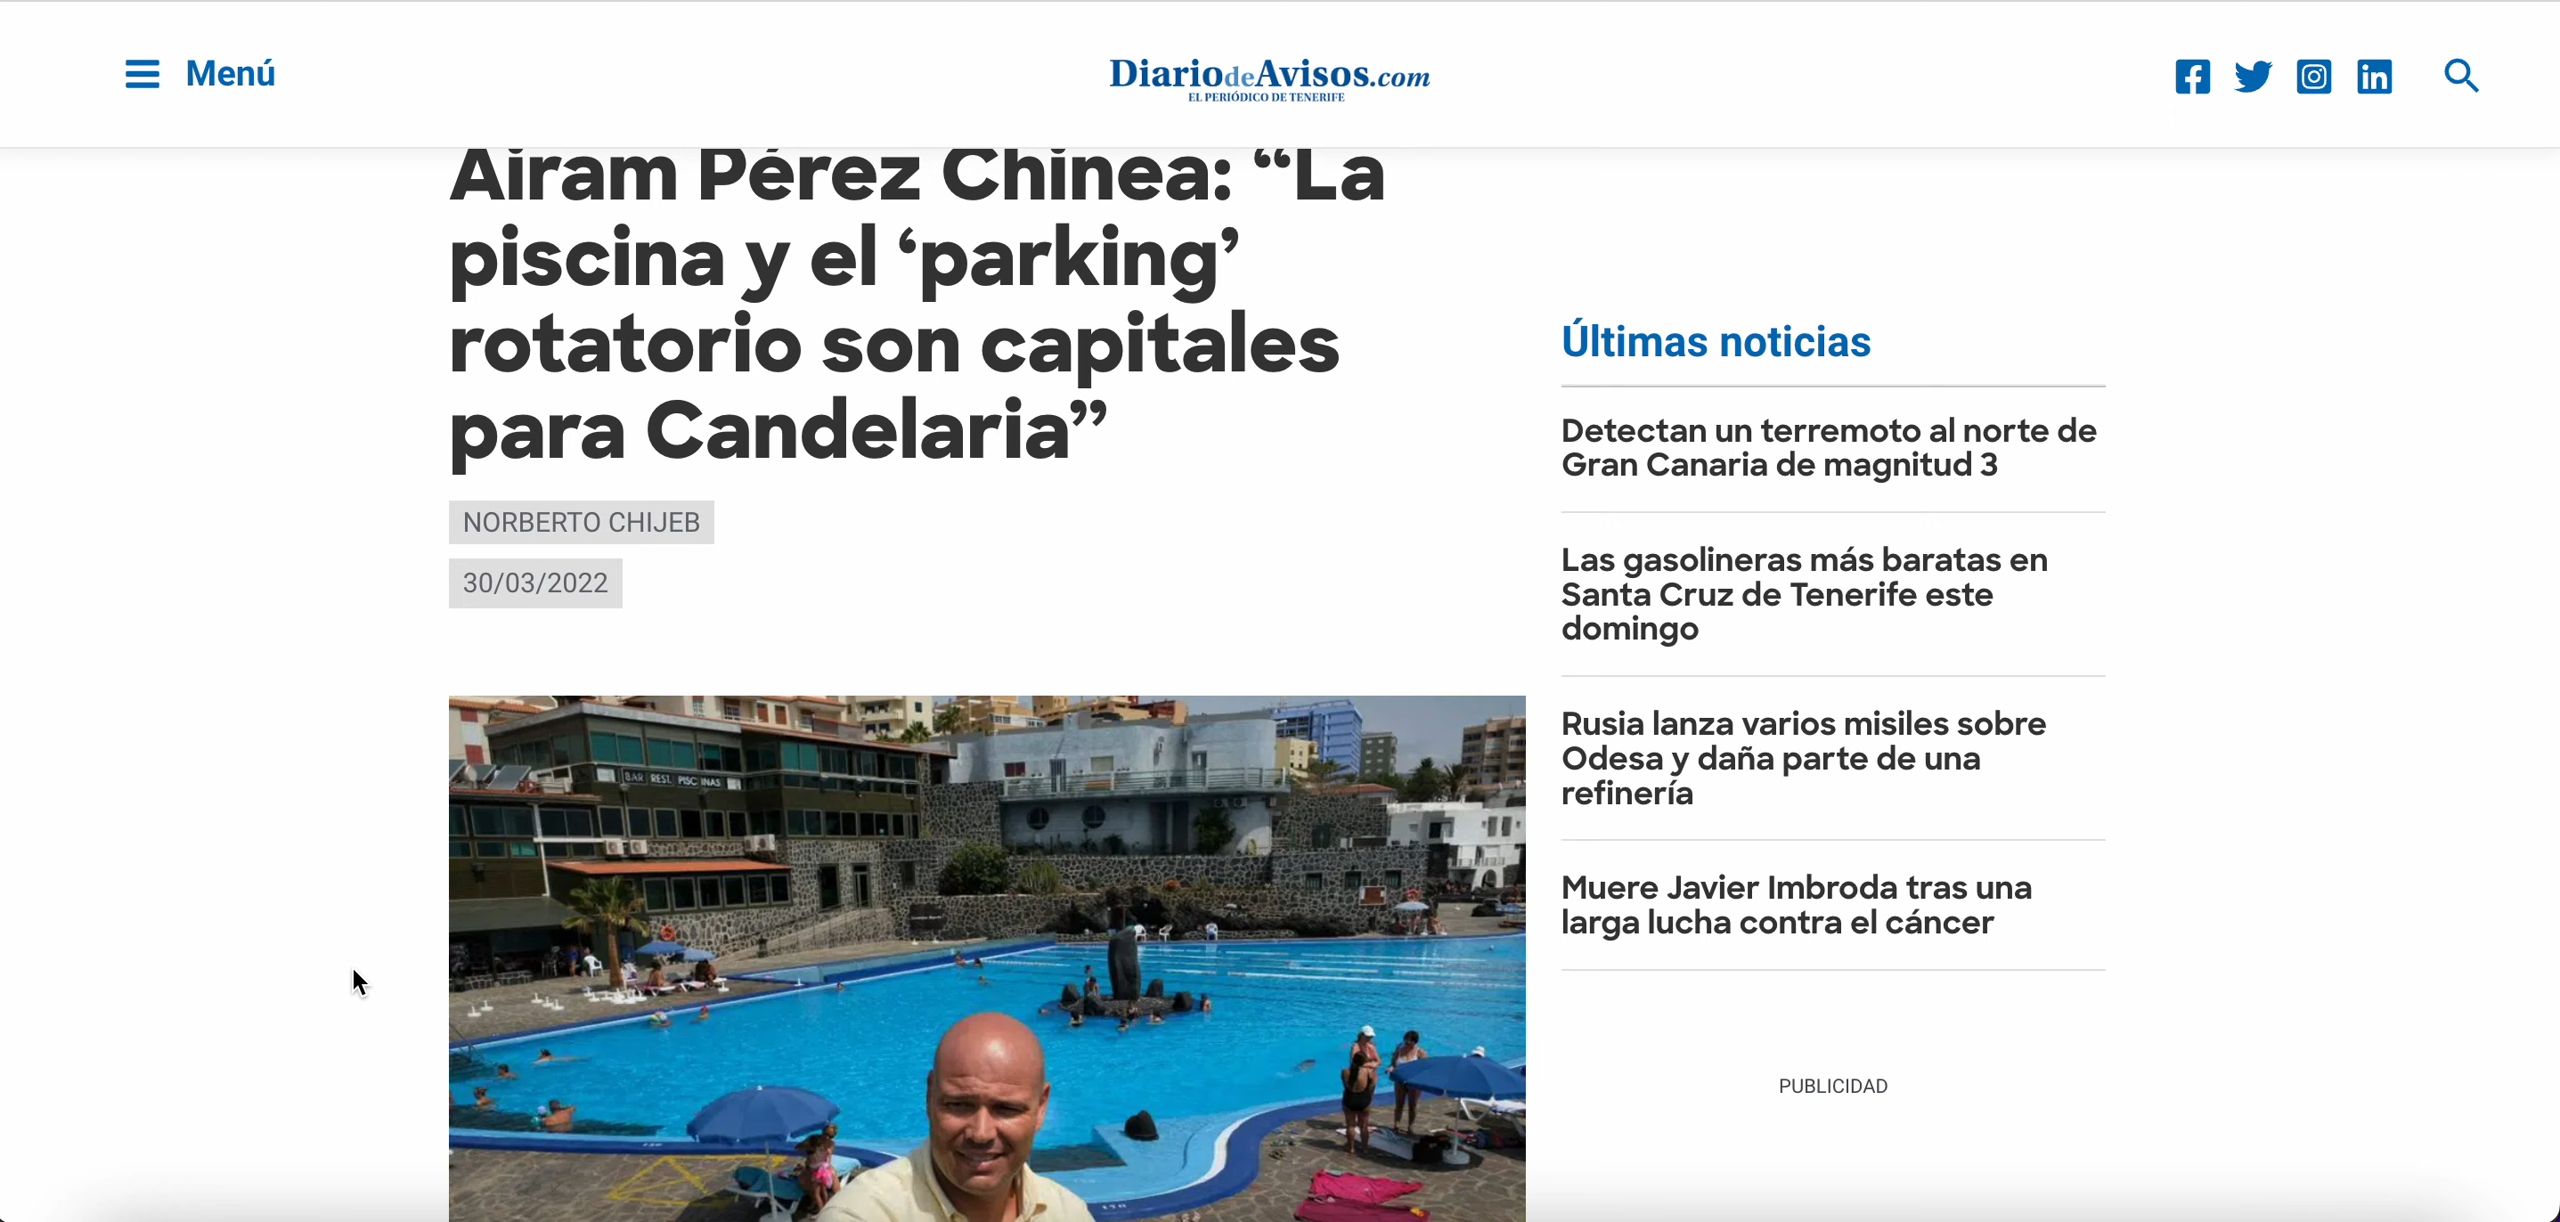 Menú
DiariodeAvisos.com
EL PERIÓDICO DE TENERIFE
Airam Pérez Chinea: “La
piscina y el ‘parking’
rotatorio son capitales
para Candelaria”
NORBERTO CHIJEB
30/03/2022
BAR REST. PISCINAS
Últimas noticias
Detectan un terremoto al norte de
Gran Canaria de magnitud 3
Las gasolineras más baratas en
Santa Cruz de Tenerife este
domingo
Rusia lanza varios misiles sobre
Odesa y daña parte de una
refinería
Muere Javier Imbroda tras una
larga lucha contra el cáncer
PUBLICIDAD